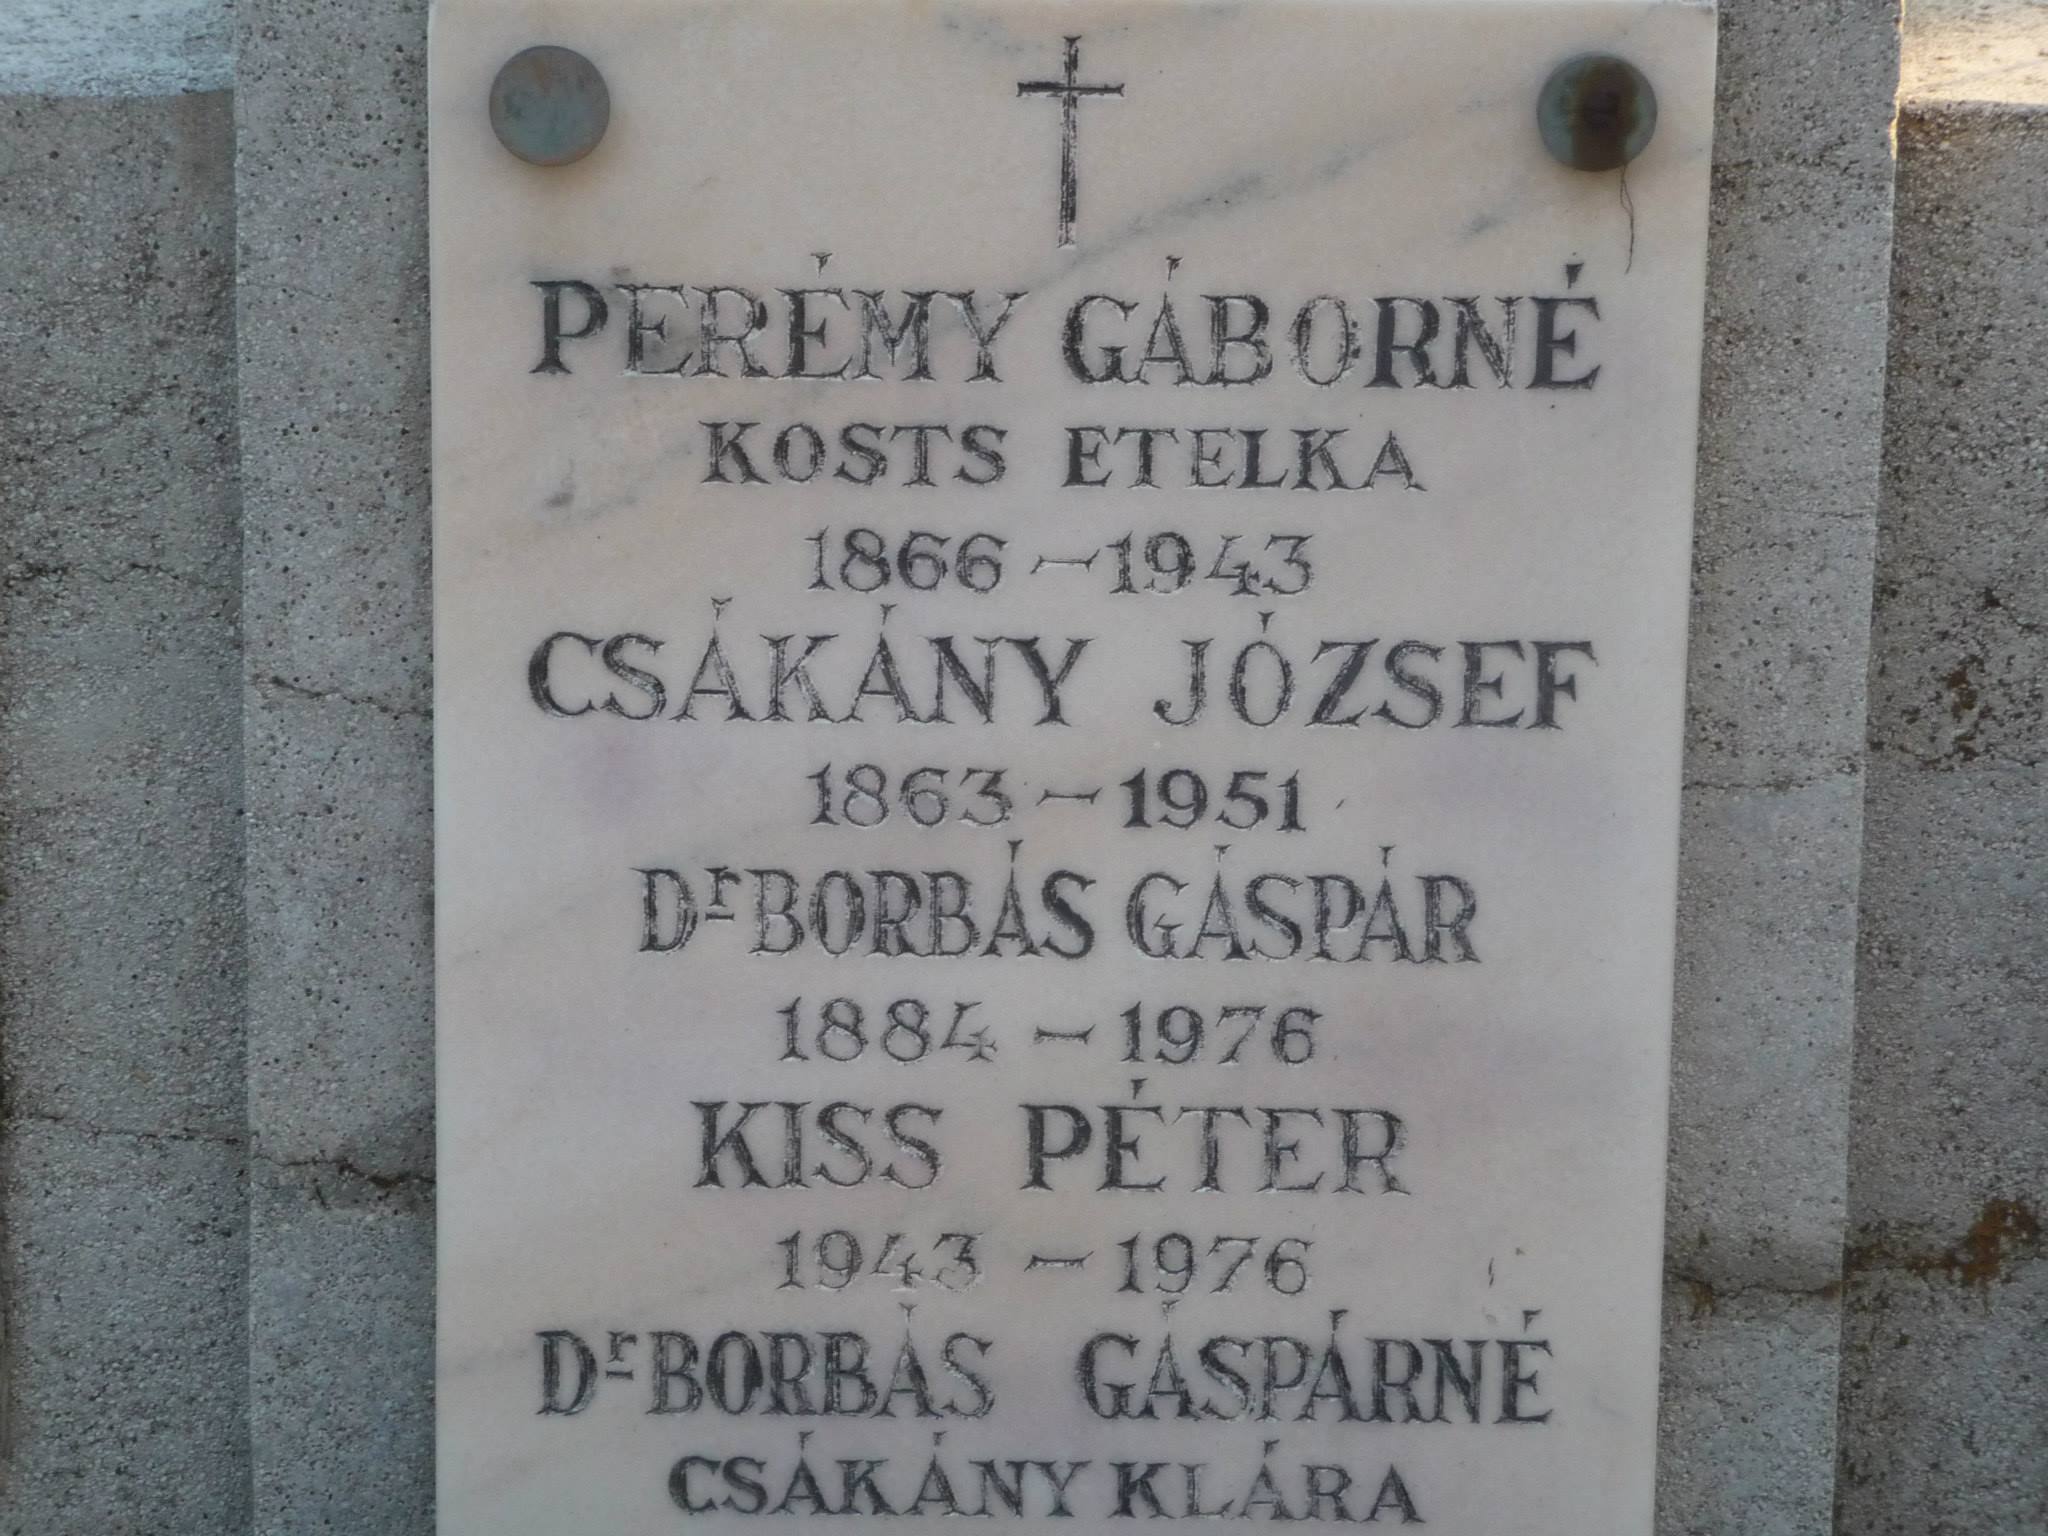 PERÉMY GÁBORNÉ
KOSTS ETELKA
1866-1943
CSÁKÁNY JÓZSEF
1863-1951
Dr BORBÁS GÁSPÁR
1884-1976
KISS PÉTER
1943-1976
Dr BORBÁS GÁSPÁRNÉ
CSÁKÁNY KLÁRA